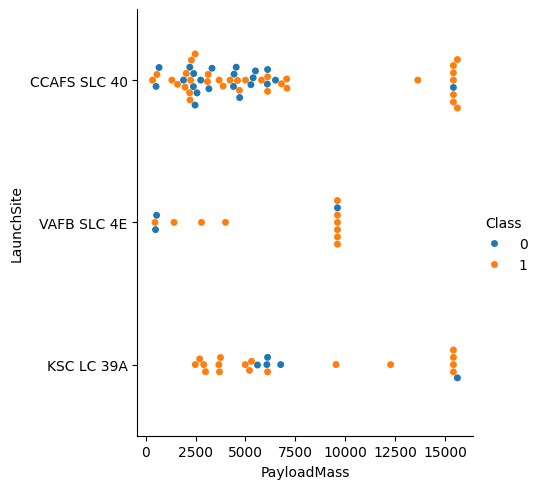 LaunchSite
CCAFS SLC 40
VAFB SLC 4E
KSC LC 39A
0
2500
5000
7500
10000
12500
15000
PayloadMass
Class
0
1